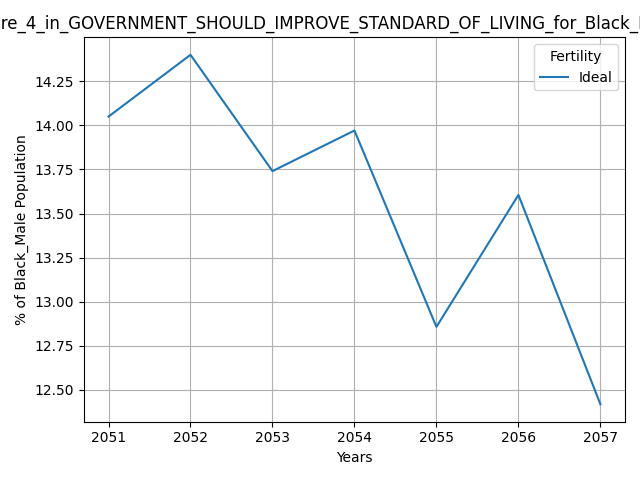 re_4_in_GOVERNMENT_SHOULD_IMPROVE_STANDARD_OF_LIVING_for_Black_
Fertility
Ideal
% of Black_Male Population
14.25
14.00
13.75
13.50
13.25
13.00
12.75
12.50
2051 2052 2053 2054 2055 2056 2057
Years